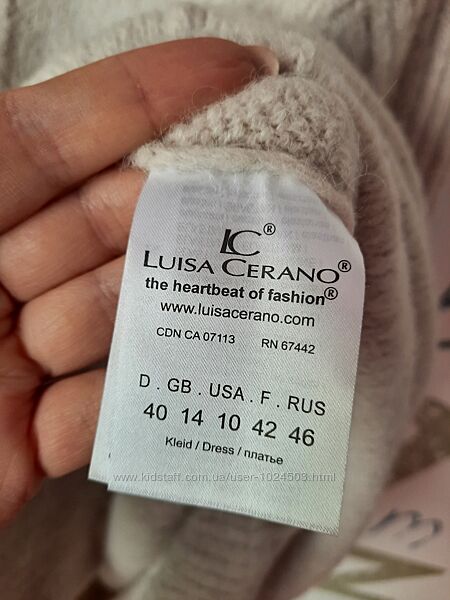 LC®
LUISA CERANO®
the heartbeat of fashion®
www.luisacerano.com
CDN CA 07113 RN 67442
D . GB . USA . F . RUS
40 14 10 42 46
Kleid / Dress / платье
www.kidstaff.com.ua/user-1024503.html